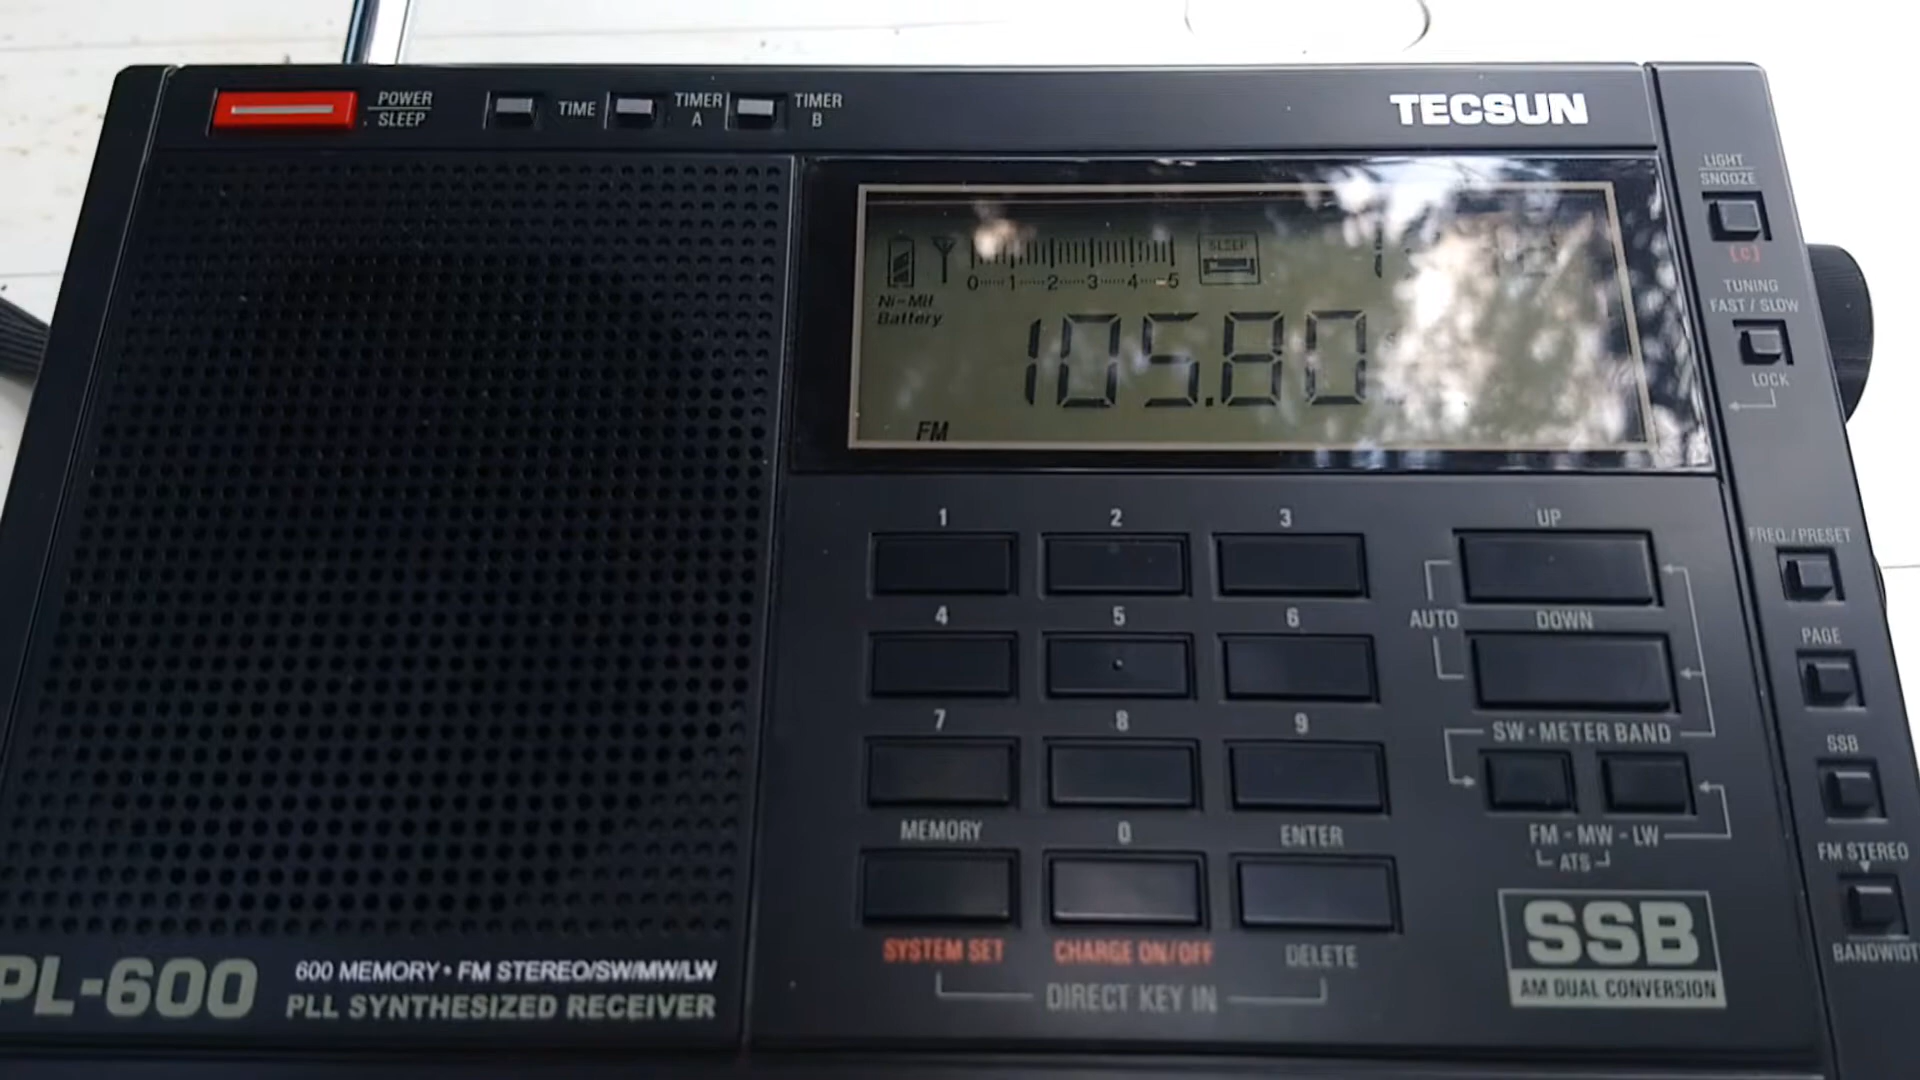 POWER
SLEEP
TIME
TIMER
A
TIMER
B
TECSUN
LIGHT
SNOOZE
[C]
TUNING
FAST / SLOW
LOCK
SLEEP
0 1 2 3 4 5
Ni-MH
Battery
105.80
FM
1 2 3 UP
FREQ./PRESET
4 5 6 AUTO DOWN
PAGE
7 8 9 SW • METER BAND
SSB
MEMORY 0 ENTER FM - MW - LW
FM STEREO
ATS
SYSTEM SET CHARGE ON/OFF DELETE
DIRECT KEY IN
SSB
AM DUAL CONVERSION
BANDWIDT
PL-600
600 MEMORY • FM STEREO/SW/MW/LW
PLL SYNTHESIZED RECEIVER